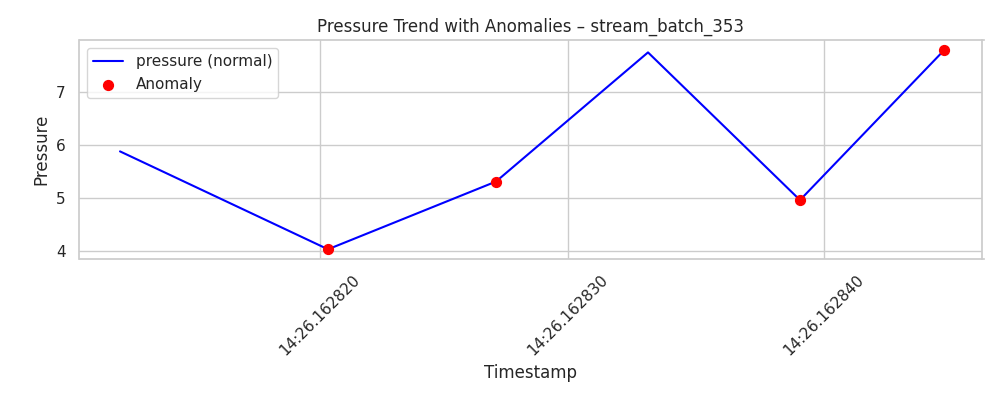 Pressure Trend with Anomalies – stream_batch_353
pressure (normal)
Anomaly
Pressure
7
6
5
4
14:26.162820
14:26.162830
14:26.162840
Timestamp